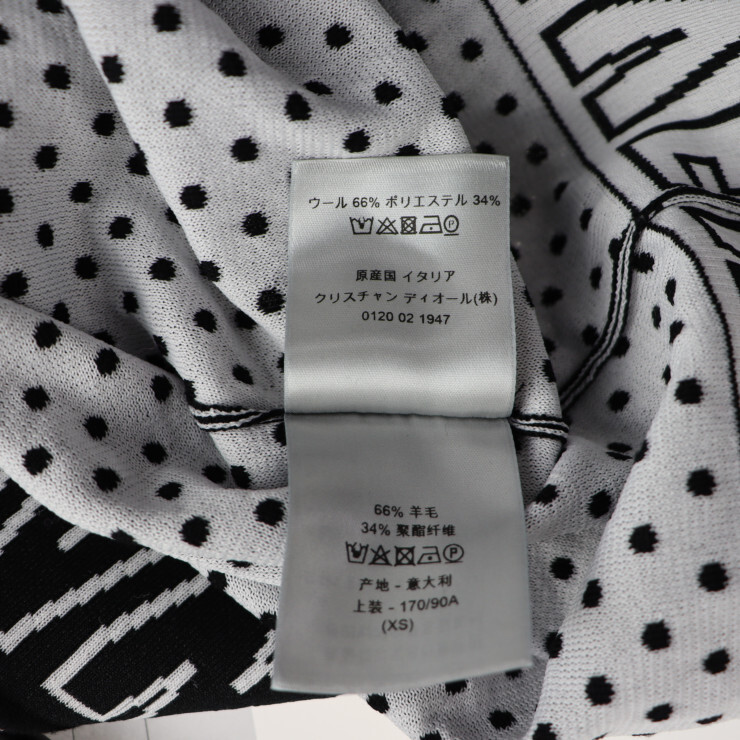 ウール 66% ポリエステル 34%
P
原産国 イタリア
クリスチャン ディオール(株)
0120 02 1947
66% 羊毛
34% 聚酯纤维
P
产地 - 意大利
上装 - 170/90A
(XS)